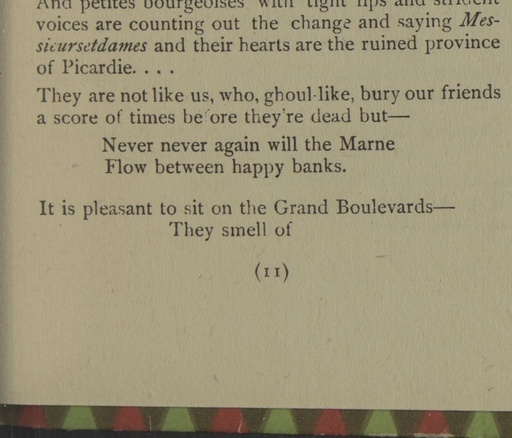 And petites bourgeoises with tight lips and strident
voices are counting out the change and saying Mes-
sieursetdames and their hearts are the ruined province
of Picardie. . . .
They are not like us, who, ghoul-like, bury our friends
a score of times before they're dead but—
Never never again will the Marne
Flow between happy banks.
It is pleasant to sit on the Grand Boulevards—
They smell of
(11)